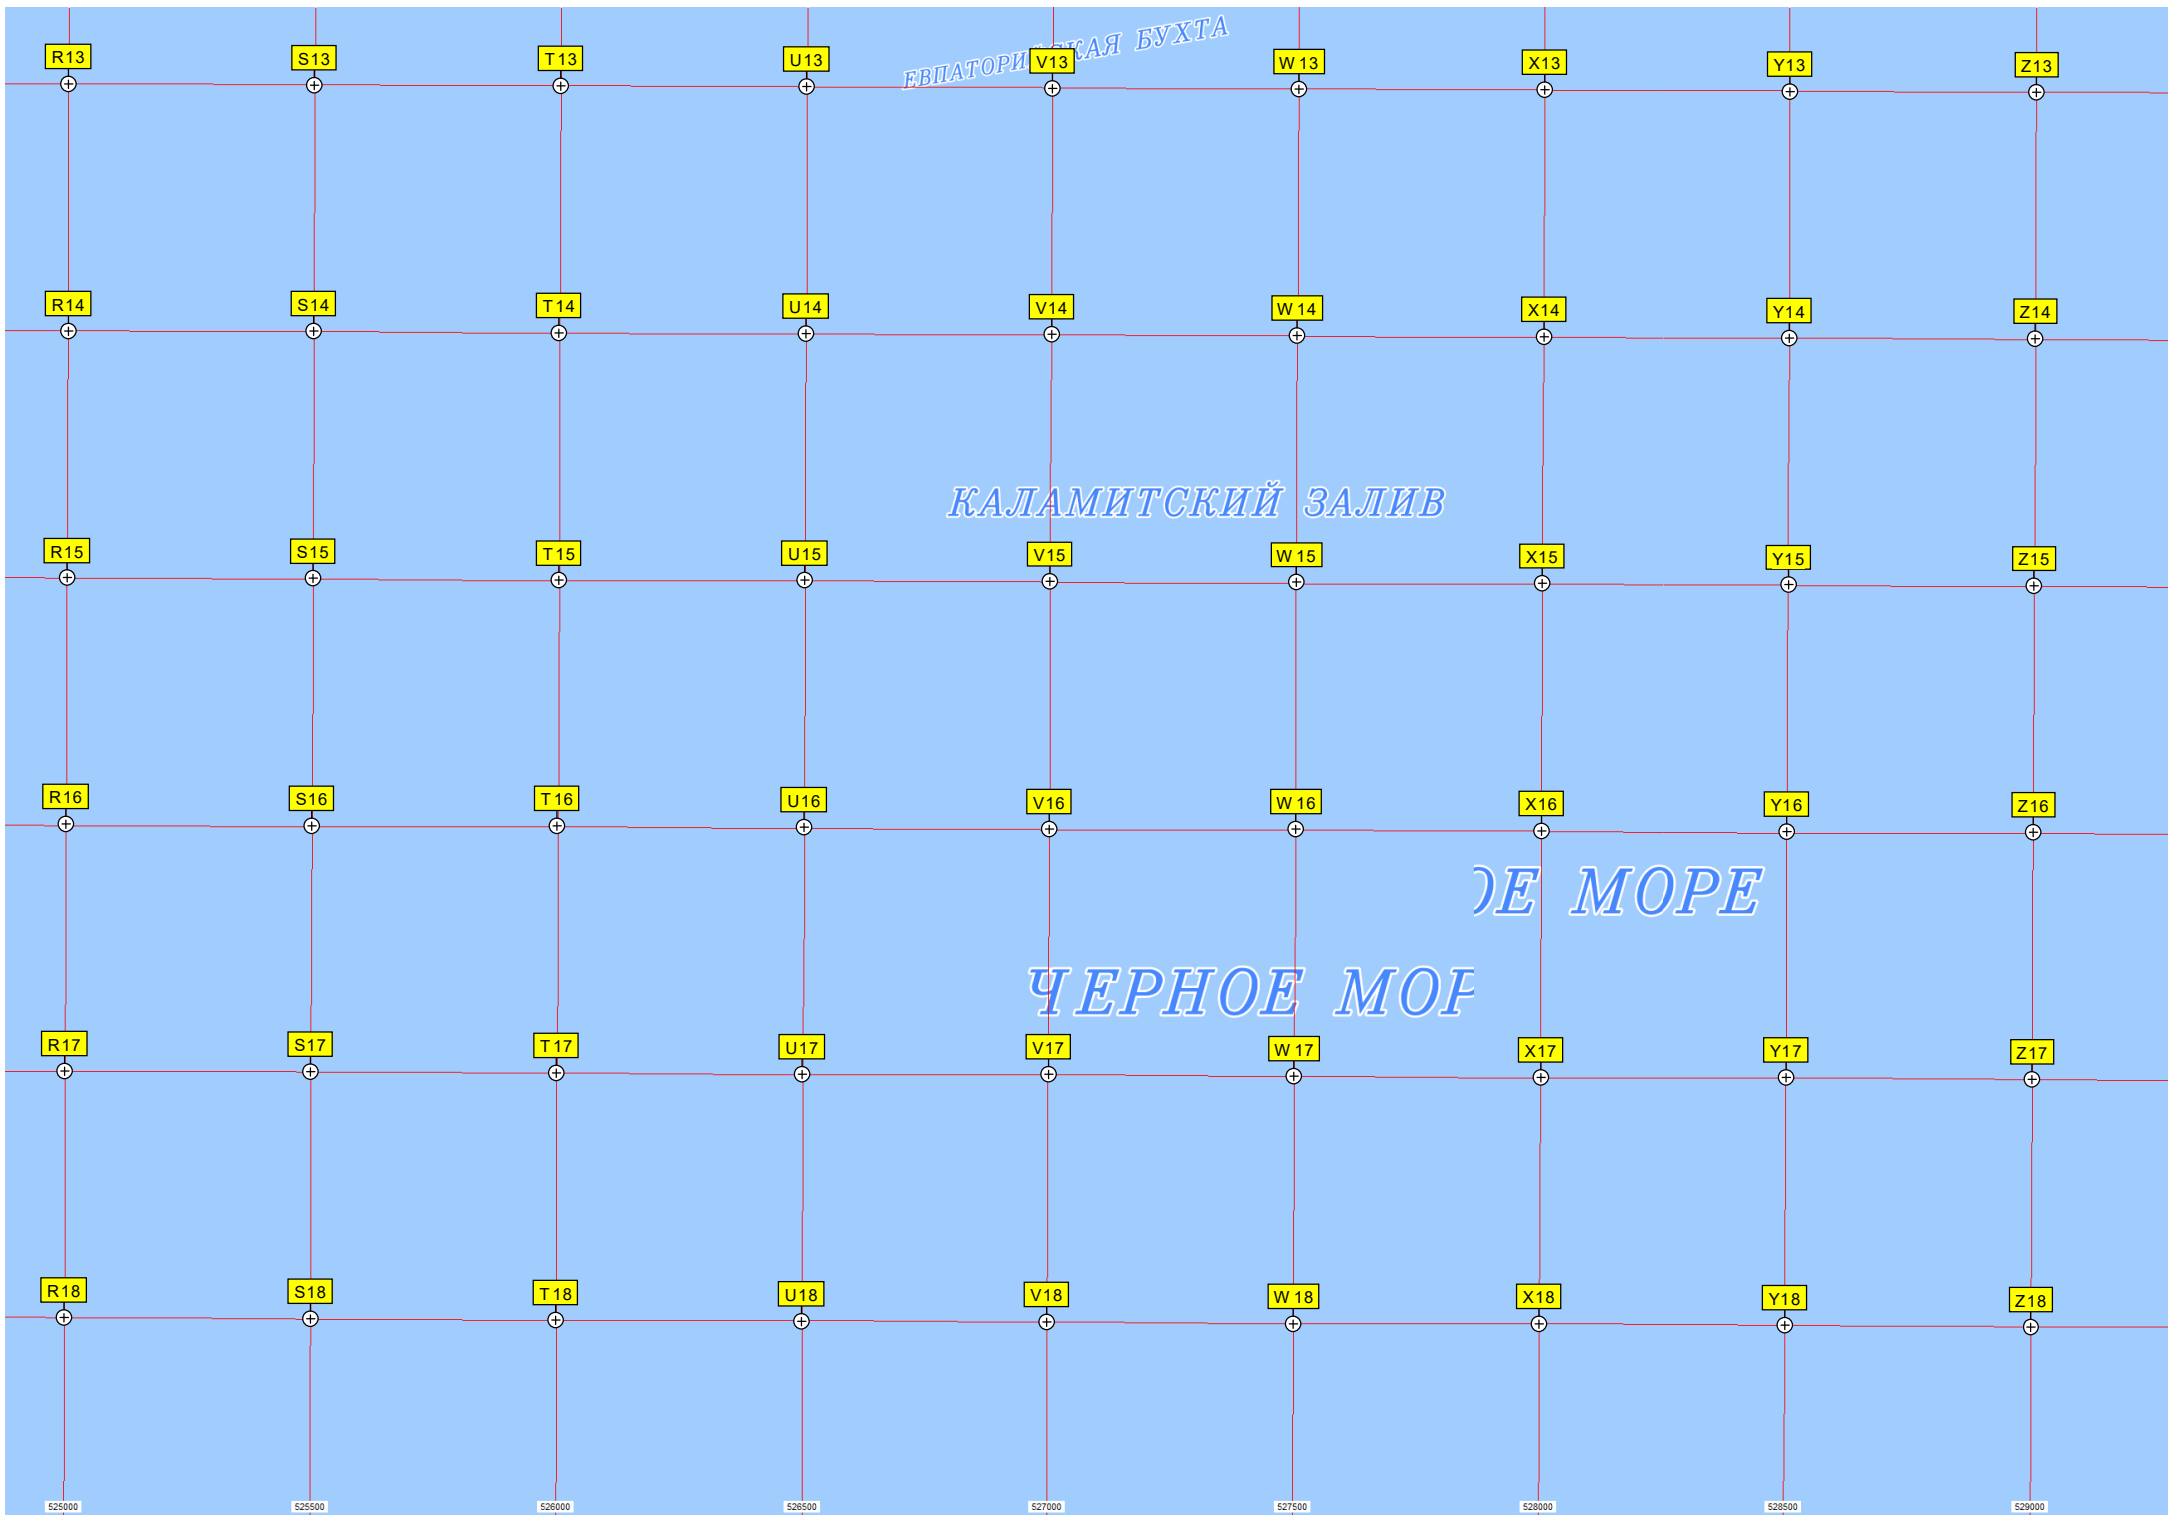 ЕВПАТОРИЙСКАЯ БУХТА
R13 S13 T13 U13 V13 W13 X13 Y13 Z13
R14 S14 T14 U14 V14 W14 X14 Y14 Z14
КАЛАМИТСКИЙ ЗАЛИВ
R15 S15 T15 U15 V15 W15 X15 Y15 Z15
R16 S16 T16 U16 V16 W16 X16 Y16 Z16
ОЕ МОРЕ
ЧЕРНОЕ МОР
R17 S17 T17 U17 V17 W17 X17 Y17 Z17
R18 S18 T18 U18 V18 W18 X18 Y18 Z18
525000 525500 526000 526500 527000 527500 528000 528500 529000